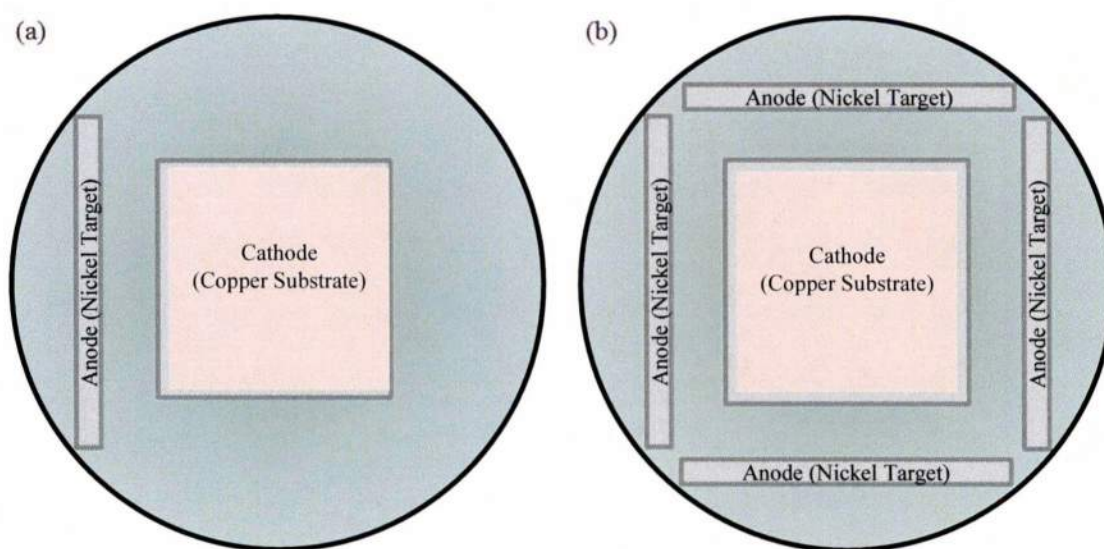 (a)
Anode (Nickel Target)
Cathode
(Copper Substrate)
(b)
Anode (Nickel Target)
Anode (Nickel Target)
Cathode
(Copper Substrate)
Anode (Nickel Target)
Anode (Nickel Target)